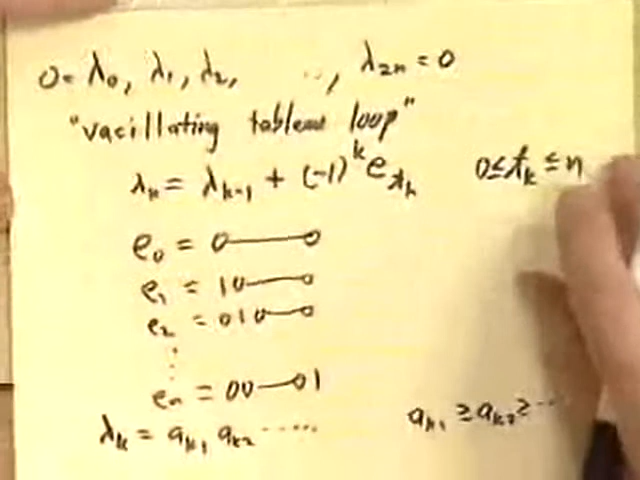 0 = λ₀, λ₁, λ₂, ..., λ₂ₙ = 0
"vacillating tableau loop"
λₖ = λₖ₋₁ + (-1)ᵏ e_{tₖ} 0 ≤ tₖ ≤ n
e₀ = 0——0
e₁ = 10——0
e₂ = 010——0
⋮
eₙ = 00——01
λₖ = aₖ₁ aₖ₂ ...... aₖ₁ ≥ aₖ₂ ≥ ...